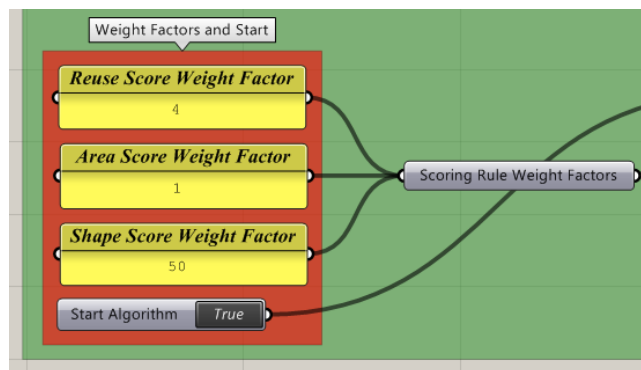 Weight Factors and Start
Reuse Score Weight Factor
4
Area Score Weight Factor
1
Scoring Rule Weight Factors
Shape Score Weight Factor
50
Start Algorithm True